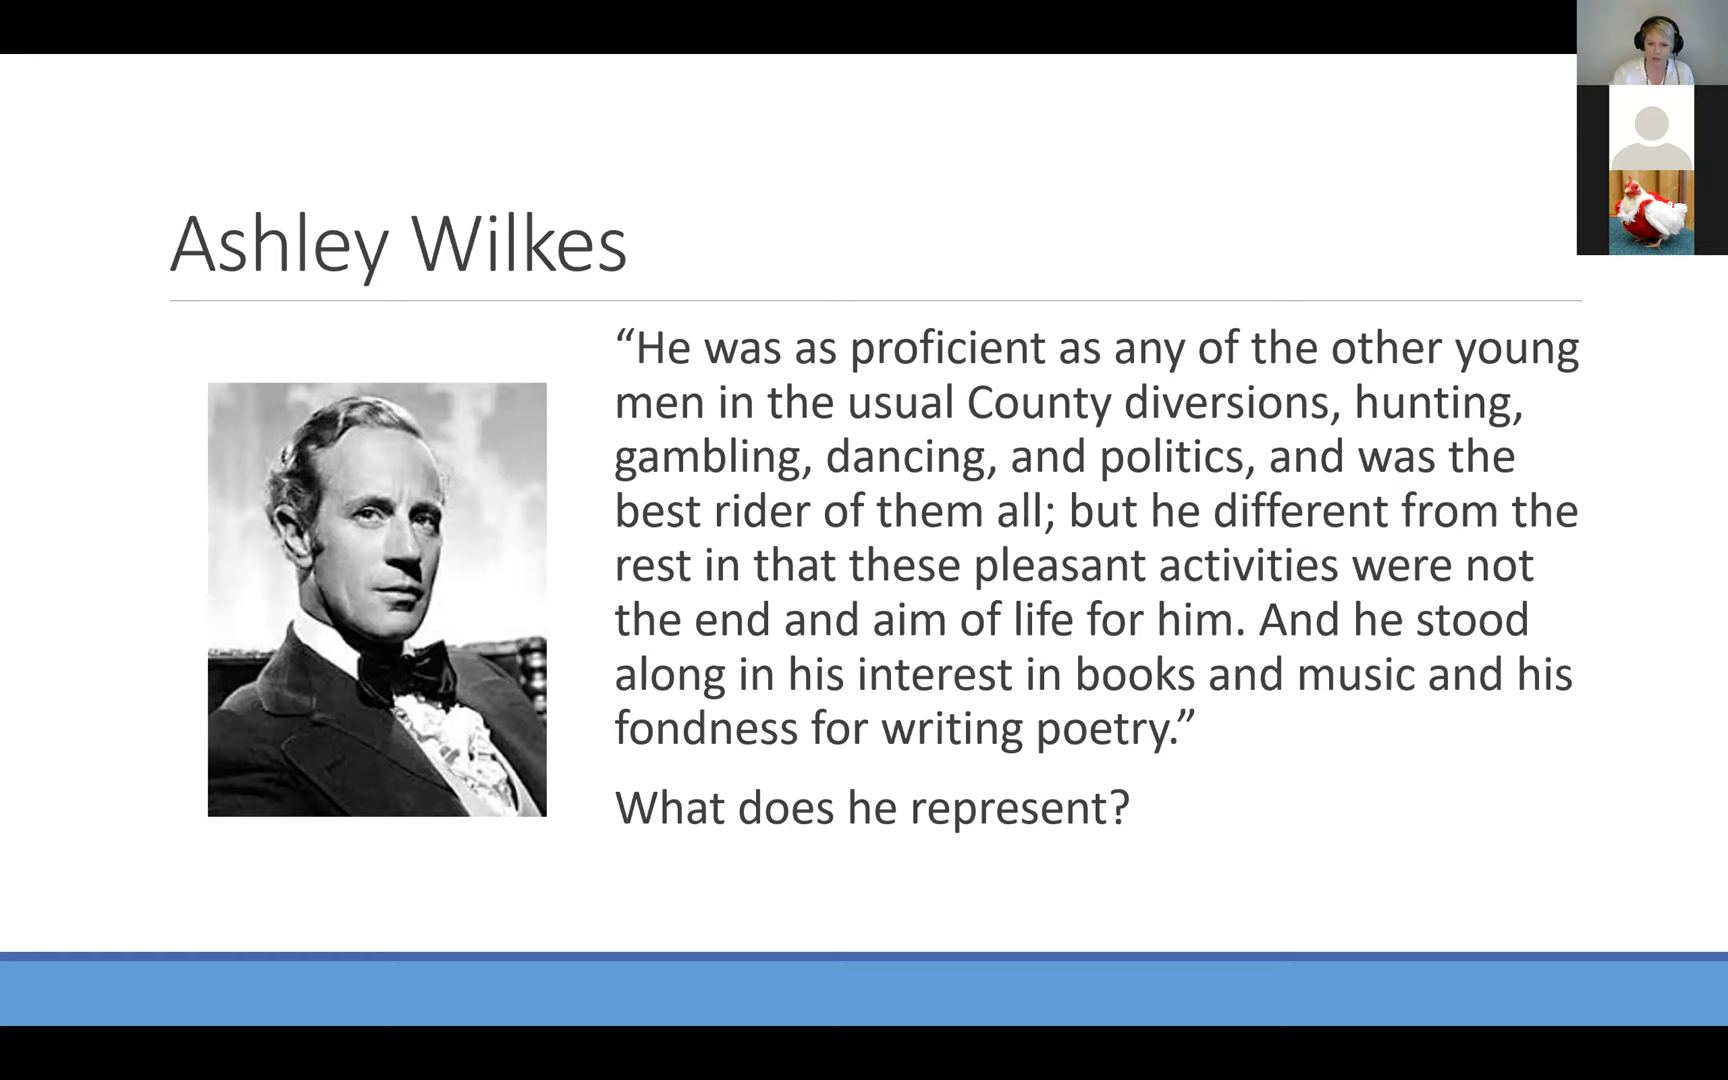 Ashley Wilkes
“He was as proficient as any of the other young
men in the usual County diversions, hunting,
gambling, dancing, and politics, and was the
best rider of them all; but he different from the
rest in that these pleasant activities were not
the end and aim of life for him. And he stood
along in his interest in books and music and his
fondness for writing poetry.”
What does he represent?